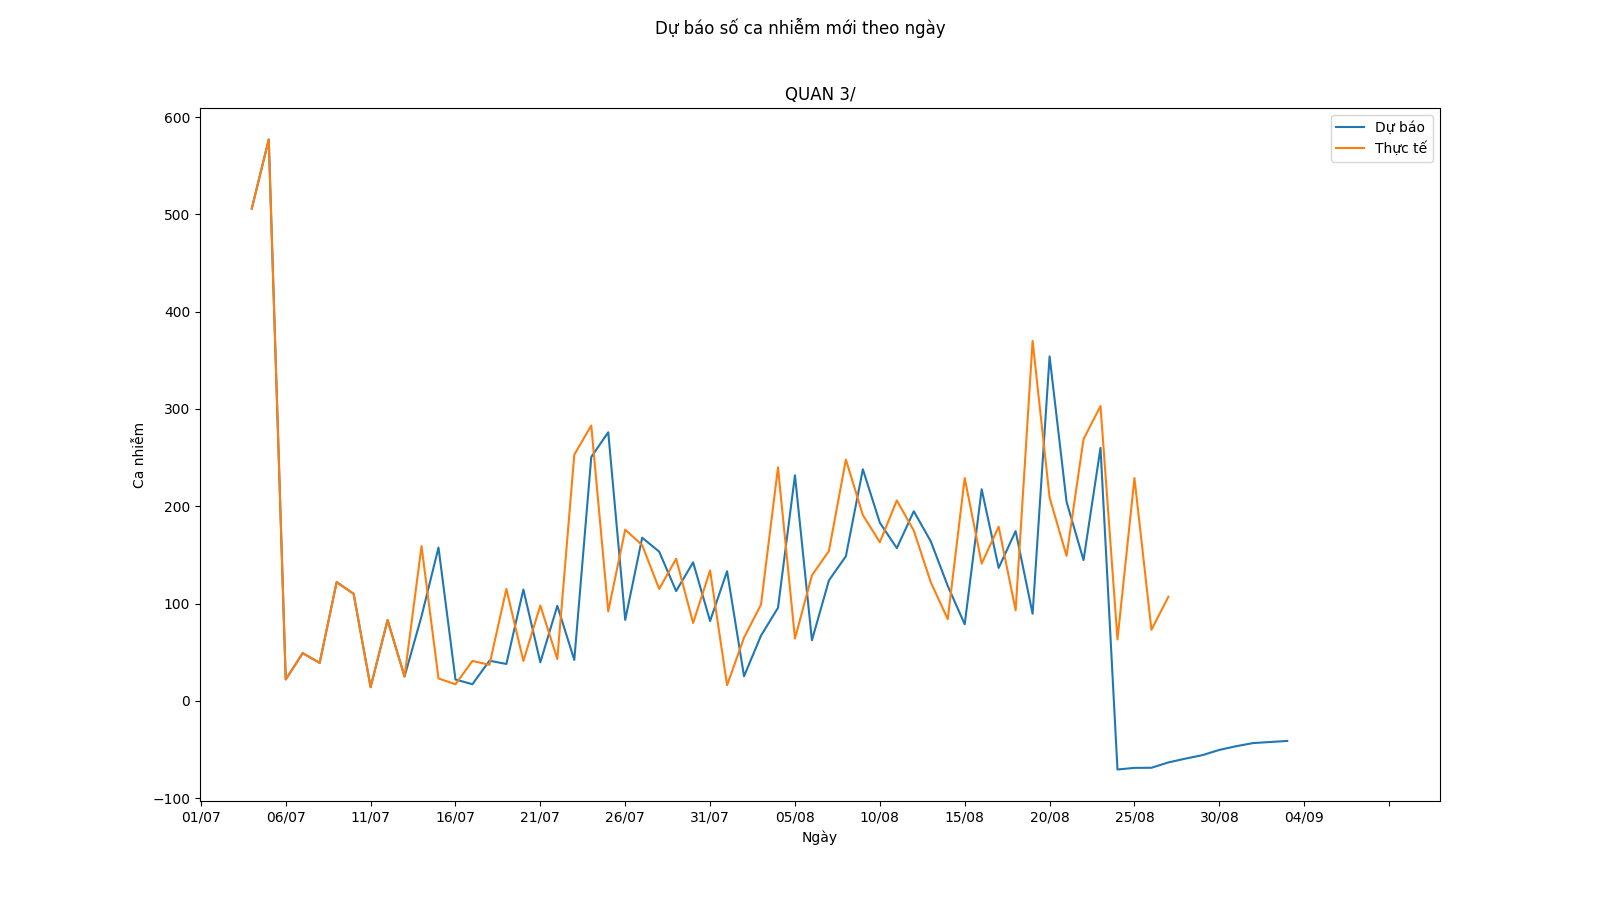 Dự báo số ca nhiễm mới theo ngày
QUAN 3/
Dự báo
Thực tế
600
500
400
300
200
100
0
−100
Ca nhiễm
01/07 06/07 11/07 16/07 21/07 26/07 31/07 05/08 10/08 15/08 20/08 25/08 30/08 04/09
Ngày